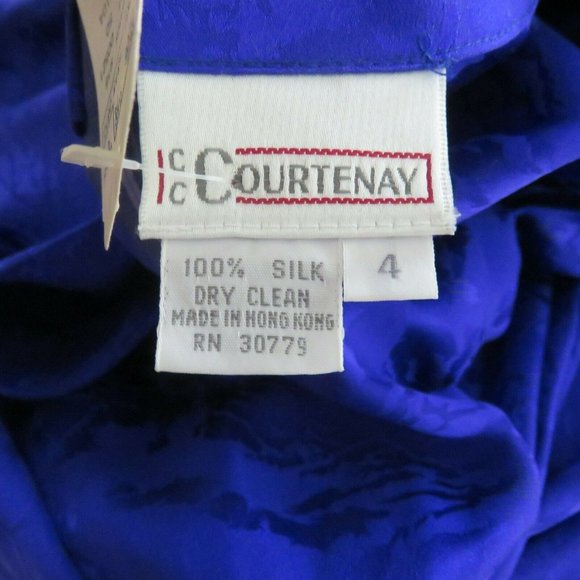 CC COURTENAY
100% SILK
DRY CLEAN
MADE IN HONG KONG
RN 30779
4